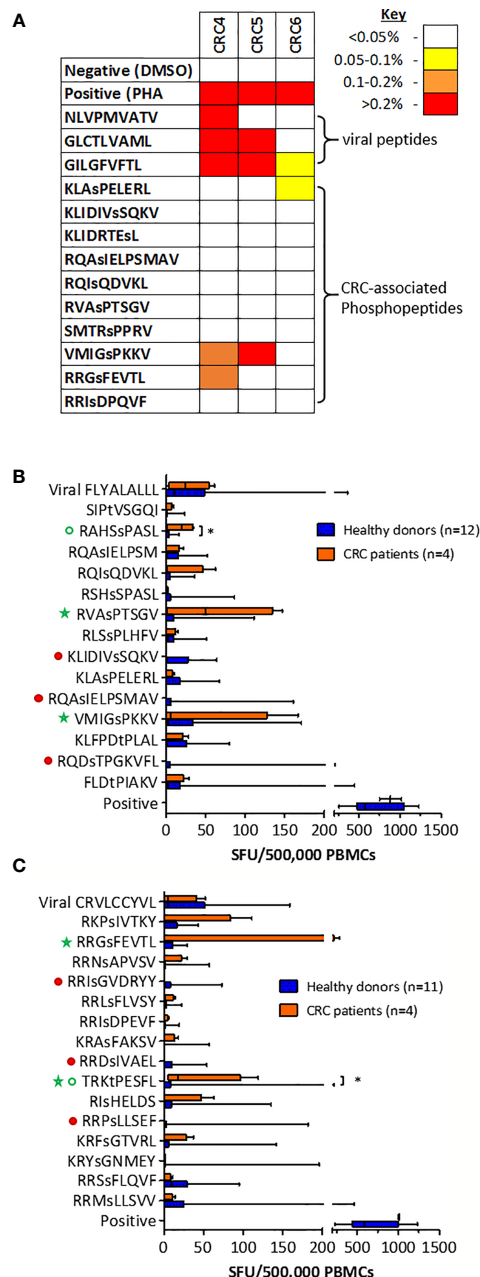 A
CRC4
CRC5
CRC6
Key
<0.05% -
0.05-0.1% -
0.1-0.2% -
>0.2% -
Negative (DMSO)
Positive (PHA
NLVPMVATV
GLCTLVAML
GILGFVFTL
viral peptides
KLAsPELERL
KLIDIVsSQKV
KLIDRTEsL
RQAsIELPSMAV
RQIsQDVKL
RVAsPTSGV
SMTRsPPRV
VMIGsPKKV
RRGsFEVTL
RRIsDPQVF
CRC-associated
Phosphopeptides
B
Viral FLYALALLL
SIPtVSGQI
RAHSsPASL
RQAsIELPSM
RQIsQDVKL
RSHsSPASL
RVAsPTSGV
RLSsPLHFV
KLIDIVsSQKV
KLAsPELERL
RQAsIELPSMAV
VMIGsPKKV
KLFPDtPLAL
RQDsTPGKVFL
FLDtPIAKV
Positive
*
Healthy donors (n=12)
CRC patients (n=4)
0 50 100 150 200 500 1000 1500
SFU/500,000 PBMCs
C
Viral CRVLCCYVL
RKPsIVTKY
RRGsFEVTL
RRNsAPVSV
RRIsGVDRYY
RRLsFLVSY
RRIsDPEVF
KRAsFAKSV
RRDsIVAEL
TRKtPESFL
RIsHELDS
RRPsLLSEF
KRFsGTVRL
KRYsGNMEY
RRSsFLQVF
RRMsLLSVV
Positive
Healthy donors (n=11)
CRC patients (n=4)
*
0 50 100 150 200 500 1000 1500
SFU/500.000 PBMCs